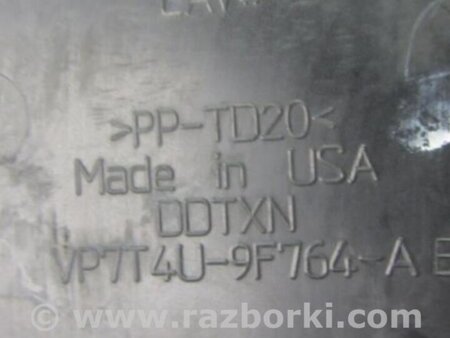 >PP-TD20<
Made in USA
DDTXN
VP7T4U-9F764-A
© www.razborki.com